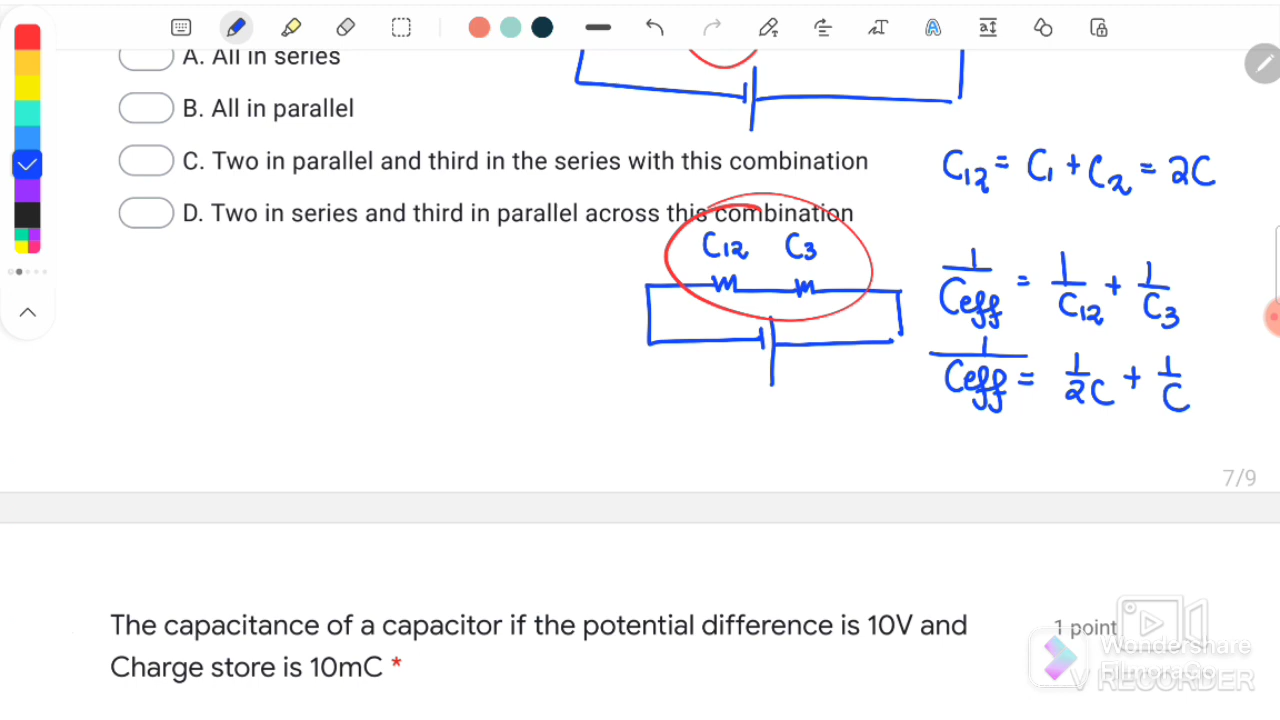 A. All in series
B. All in parallel
C. Two in parallel and third in the series with this combination
D. Two in series and third in parallel across this combination
C12 = C1 + C2 = 2C
C12 C3
1/Ceff = 1/C12 + 1/C3
1/Ceff = 1/2C + 1/C
7/9
The capacitance of a capacitor if the potential difference is 10V and
Charge store is 10mC *
1 point
Wondershare
FilmoraGo
V RECORDER